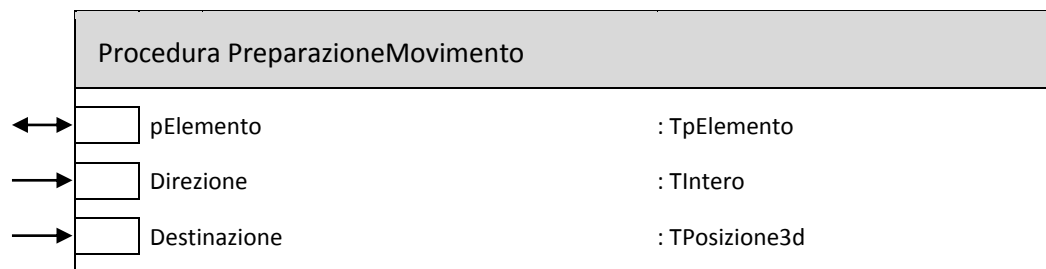 Procedura PreparazioneMovimento
pElemento : TpElemento
Direzione : TIntero
Destinazione : TPosizione3d